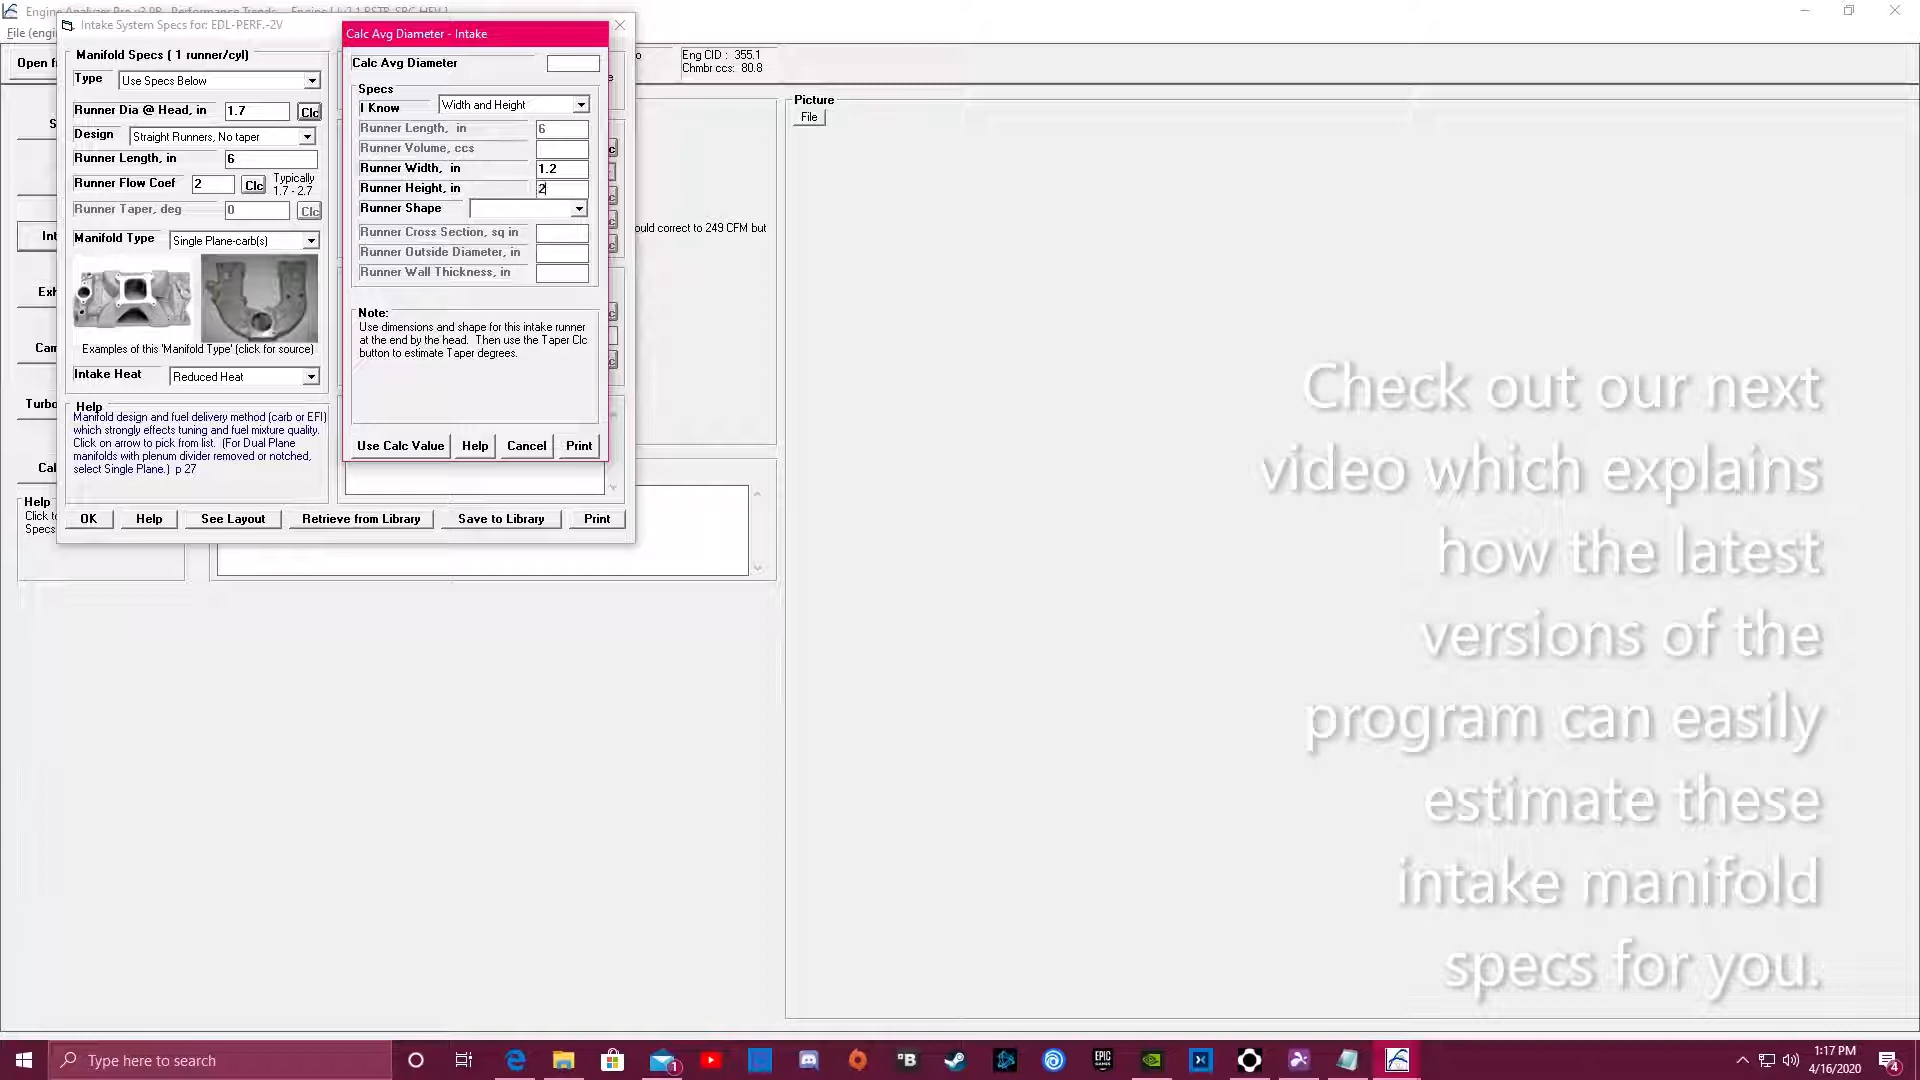 Intake System Specs for: EDL-PERF.-2V
File (engi
Open f
Eng CID : 355.1
Chmbr ccs: 80.8
Manifold Specs ( 1 runner/cyl)
Type Use Specs Below
Runner Dia @ Head, in 1.7 Clc
Design Straight Runners, No taper
Runner Length, in 6
Runner Flow Coef 2 Clc Typically 1.7 - 2.7
Runner Taper, deg 0 Clc
Manifold Type Single Plane-carb(s)
Examples of this 'Manifold Type' (click for source)
Intake Heat Reduced Heat
Help
Manifold design and fuel delivery method (carb or EFI)
which strongly effects tuning and fuel mixture quality.
Click on arrow to pick from list. (For Dual Plane
manifolds with plenum divider removed or notched,
select Single Plane.) p 27
OK Help See Layout Retrieve from Library Save to Library Print
Calc Avg Diameter - Intake
Calc Avg Diameter
Specs
I Know Width and Height
Runner Length, in 6
Runner Volume, ccs
Runner Width, in 1.2
Runner Height, in 2
Runner Shape
Runner Cross Section, sq in
Runner Outside Diameter, in
Runner Wall Thickness, in
Note:
Use dimensions and shape for this intake runner
at the end by the head. Then use the Taper Clc
button to estimate Taper degrees.
Use Calc Value Help Cancel Print
S
Int
Exh
Cam
Turbo
Cal
Help
Click to
Specs
ould correct to 249 CFM but
Picture
File
Check out our next
video which explains
how the latest
versions of the
program can easily
estimate these
intake manifold
specs for you.
Type here to search
1:17 PM
4/16/2020